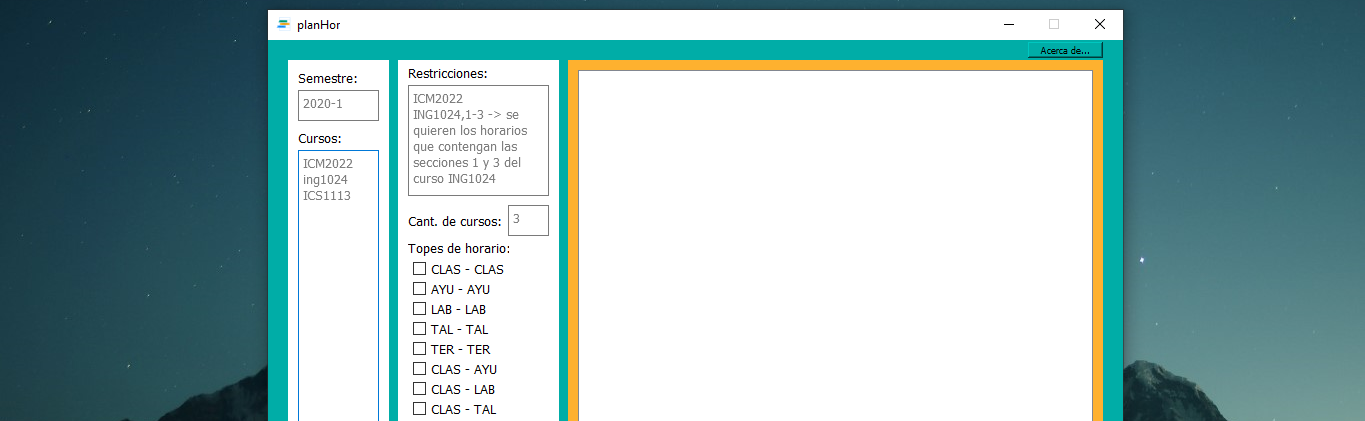 planHor
Acerca de...
Semestre:
2020-1
Cursos:
ICM2022
ing1024
ICS1113
Restricciones:
ICM2022
ING1024,1-3 -> se
quieren los horarios
que contengan las
secciones 1 y 3 del
curso ING1024
Cant. de cursos: 3
Topes de horario:
CLAS - CLAS
AYU - AYU
LAB - LAB
TAL - TAL
TER - TER
CLAS - AYU
CLAS - LAB
CLAS - TAL